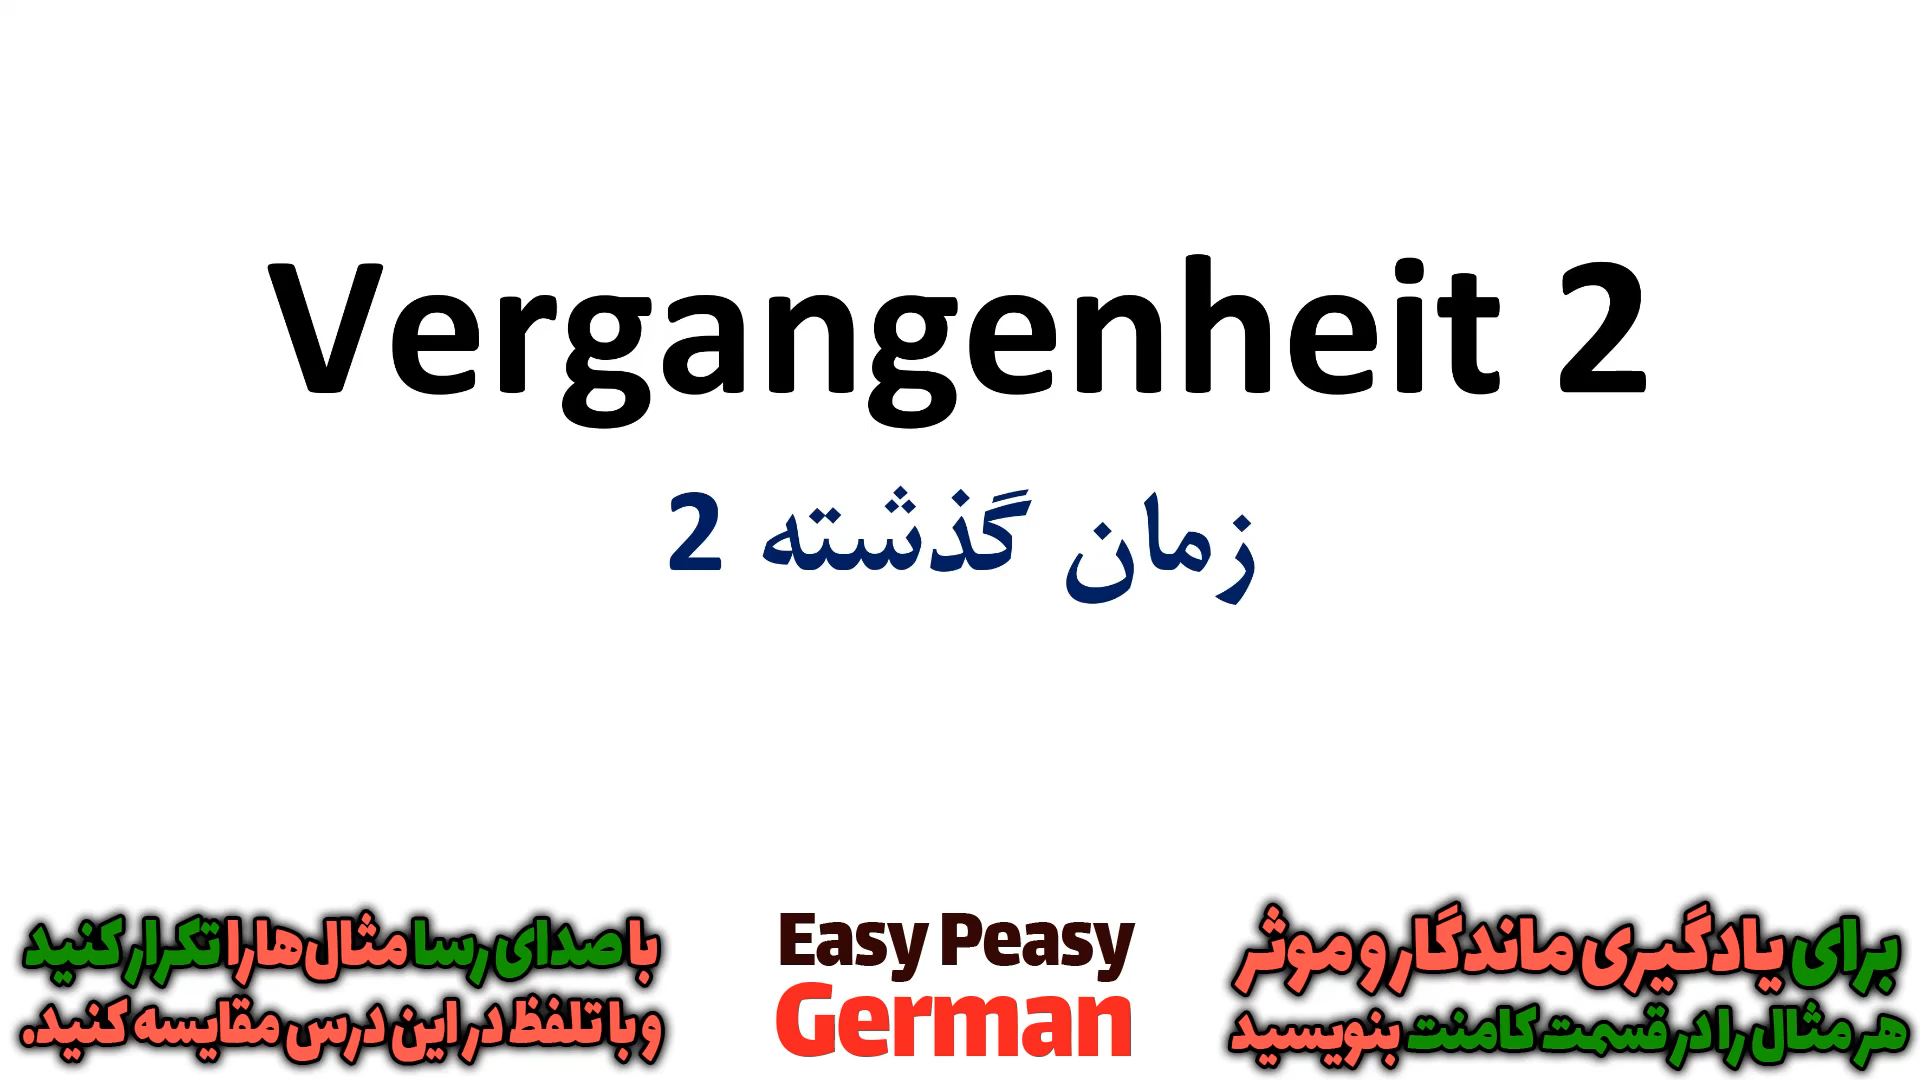 Vergangenheit 2
زمان گذشته 2
برای یادگیری ماندگار و موثر
هر مثال را در قسمت کامنت بنویسید
Easy Peasy
German
با صدای رسا مثال‌ها را تکرار کنید
و با تلفظ در این درس مقایسه کنید.